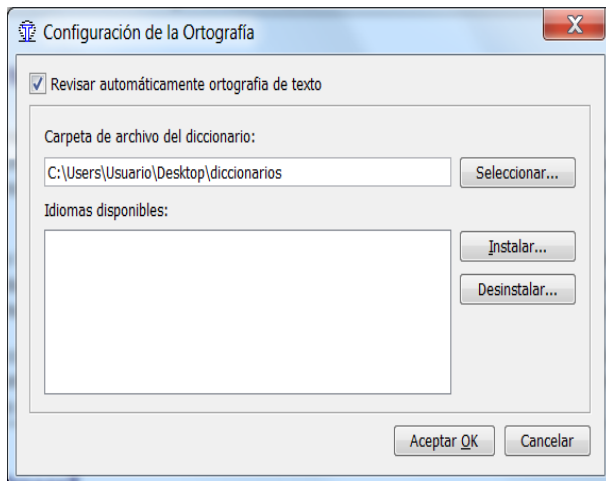 Configuración de la Ortografía
X
Revisar automáticamente ortografia de texto
Carpeta de archivo del diccionario:
C:\Users\Usuario\Desktop\diccionarios
Seleccionar...
Idiomas disponibles:
Instalar...
Desinstalar...
Aceptar OK
Cancelar